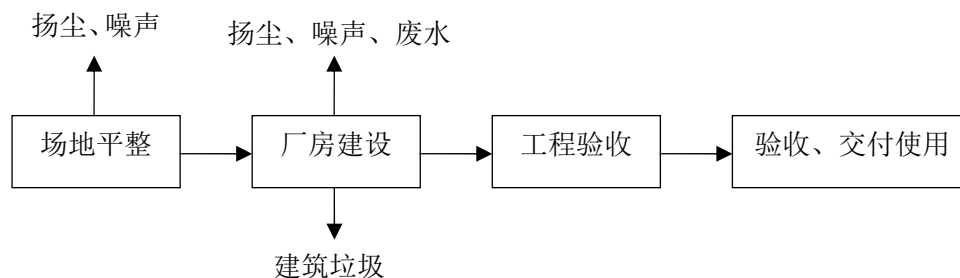 扬尘、噪声
扬尘、噪声、废水
场地平整
厂房建设
工程验收
验收、交付使用
建筑垃圾